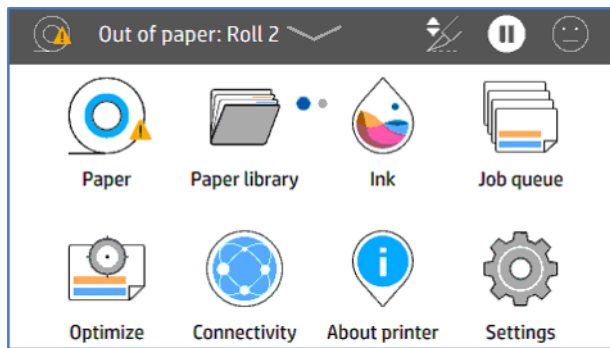 Out of paper: Roll 2
Paper Paper library Ink Job queue
Optimize Connectivity About printer Settings